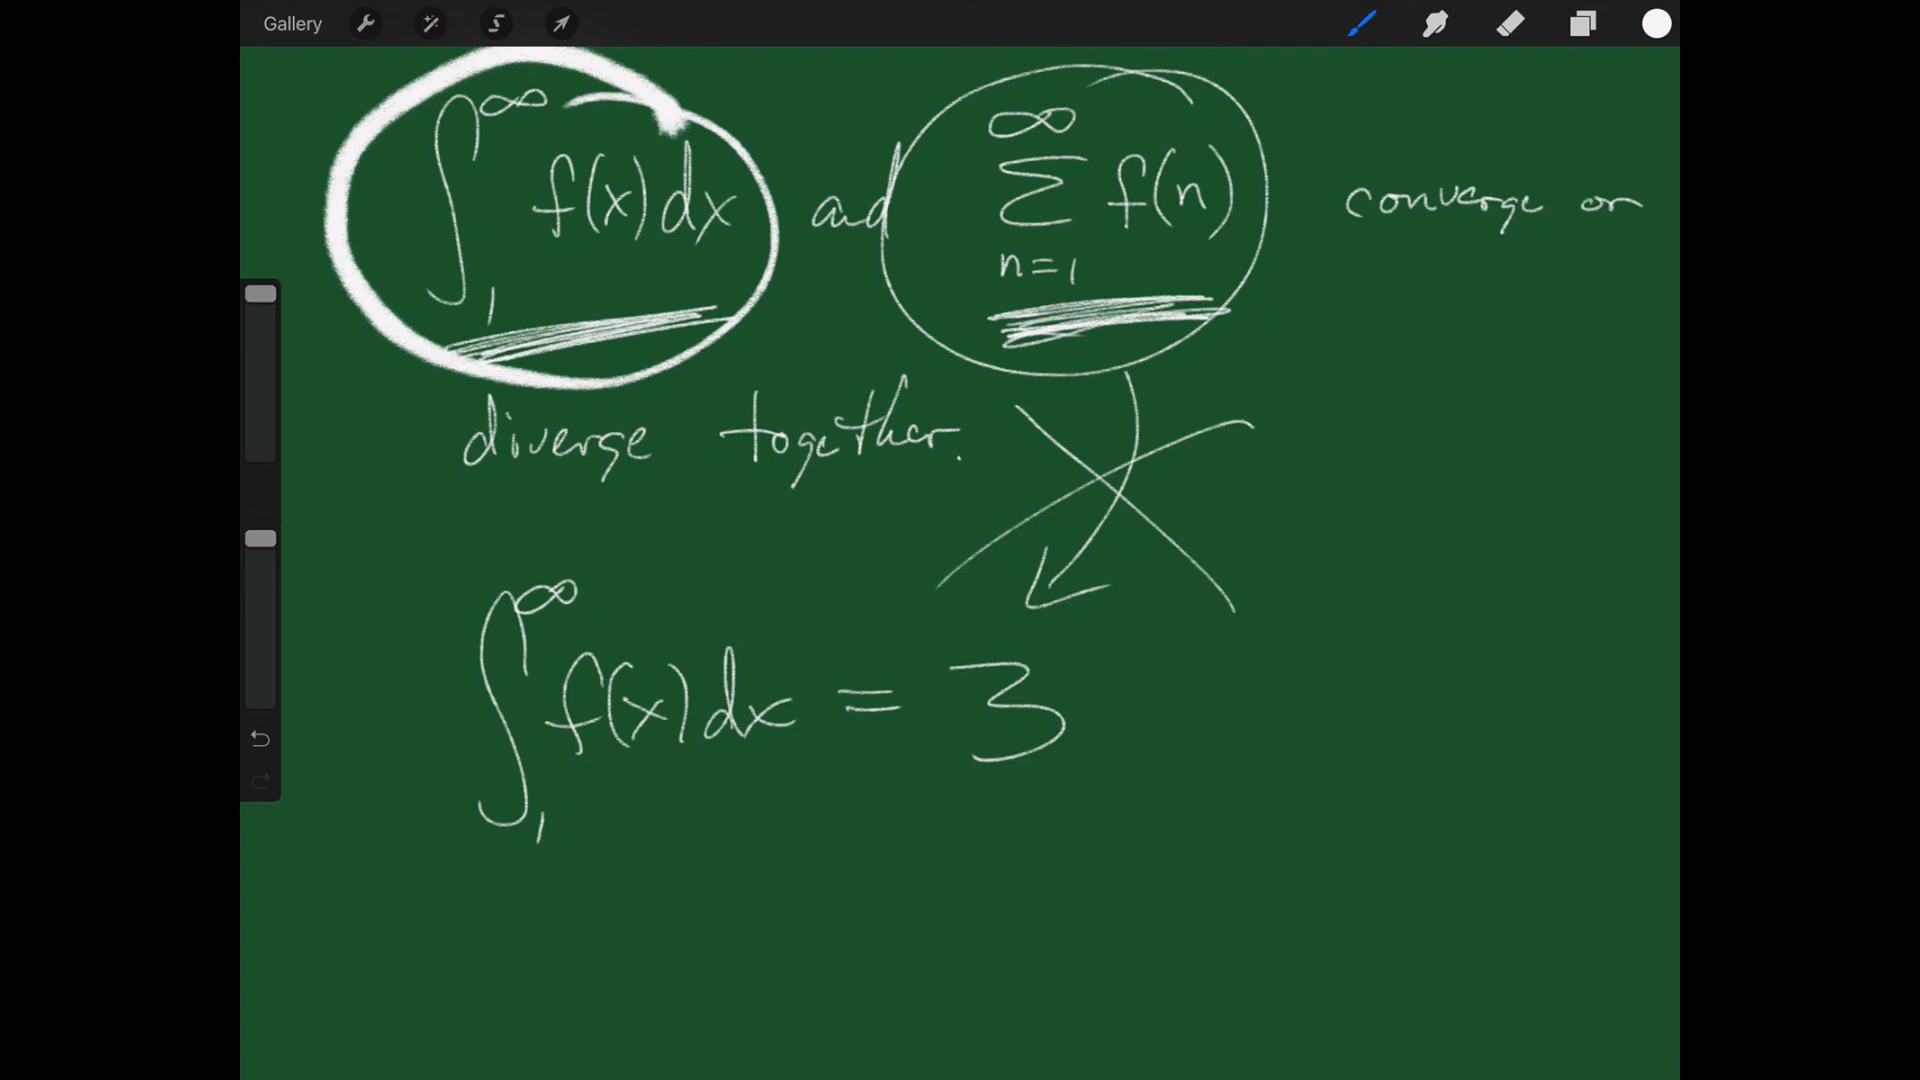 Gallery
∫₁^∞ f(x)dx and ∑_{n=1}^∞ f(n) converge or
diverge together.
∫₁^∞ f(x)dx = 3